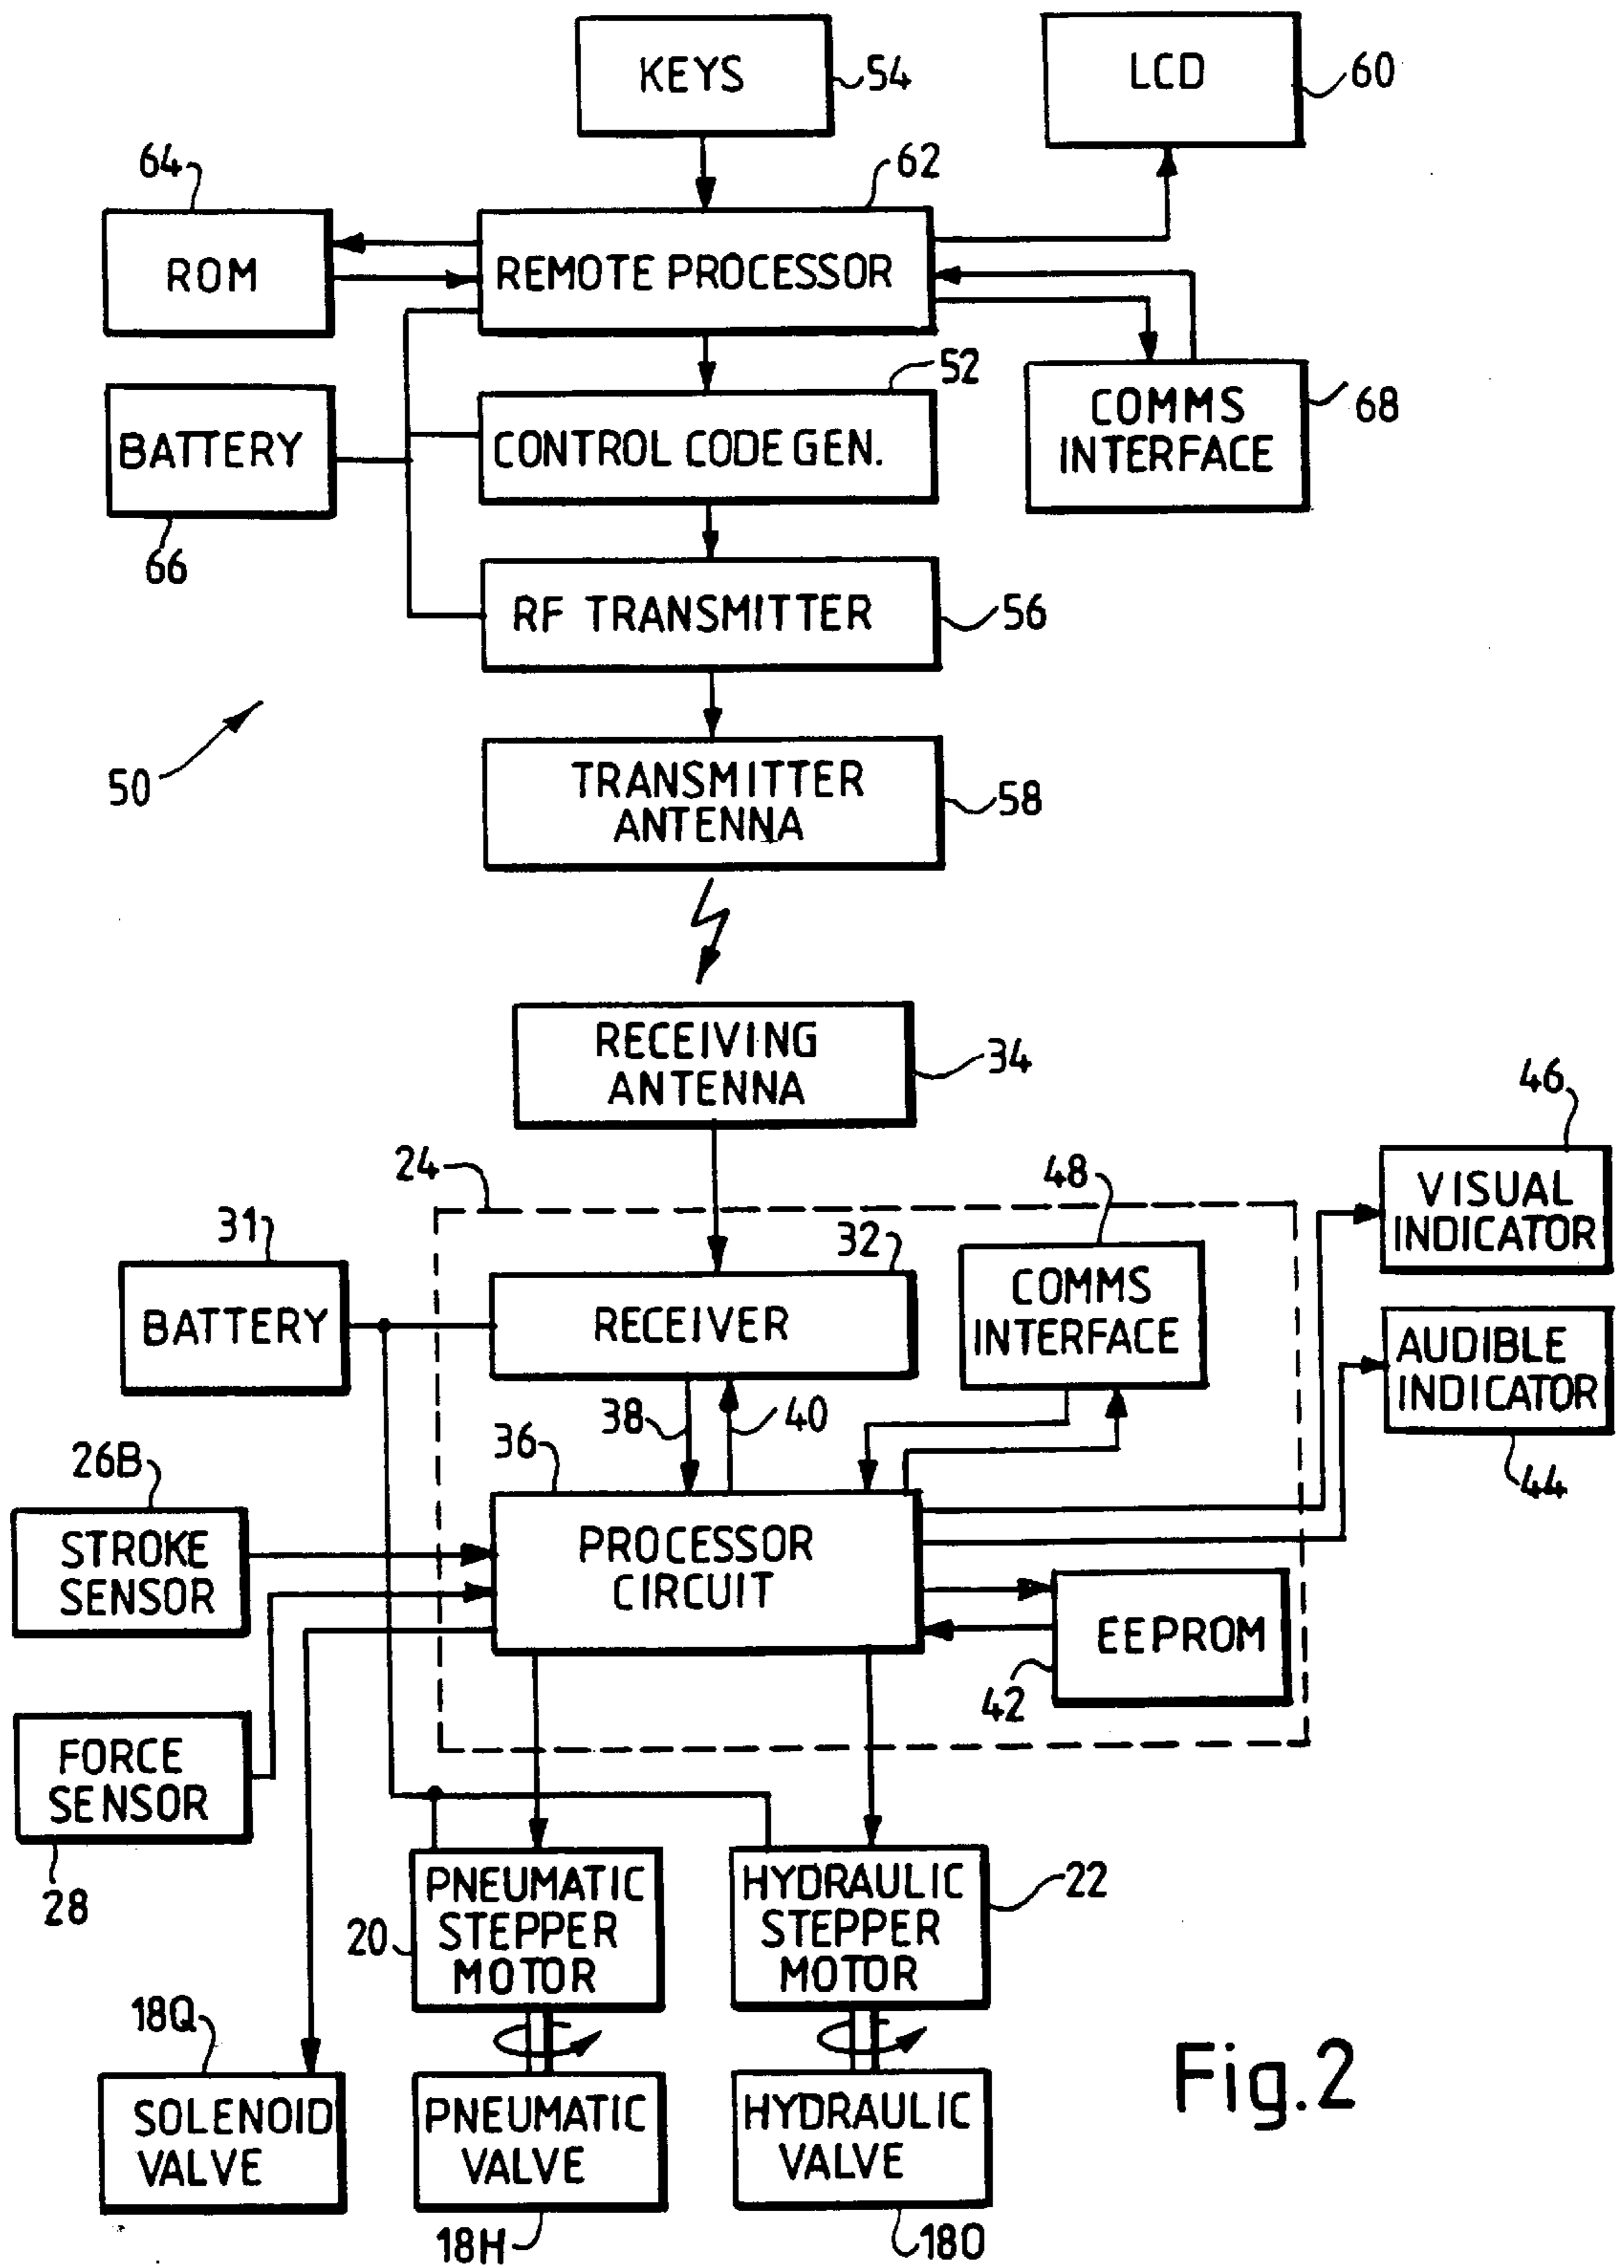 KEYS
54
LCD
60
64
62
ROM
REMOTE PROCESSOR
52
BATTERY
66
CONTROL CODE GEN.
COMMS
INTERFACE
68
RF TRANSMITTER
56
50
TRANSMITTER
ANTENNA
58
RECEIVING
ANTENNA
34
46
VISUAL
INDICATOR
24
48
31
32
BATTERY
RECEIVER
COMMS
INTERFACE
AUDIBLE
INDICATOR
44
38
40
36
26B
STROKE
SENSOR
PROCESSOR
CIRCUIT
EEPROM
42
FORCE
SENSOR
28
PNEUMATIC
STEPPER
MOTOR
20
HYDRAULIC
STEPPER
MOTOR
22
18Q
SOLENOID
VALVE
PNEUMATIC
VALVE
18H
HYDRAULIC
VALVE
18O
Fig.2